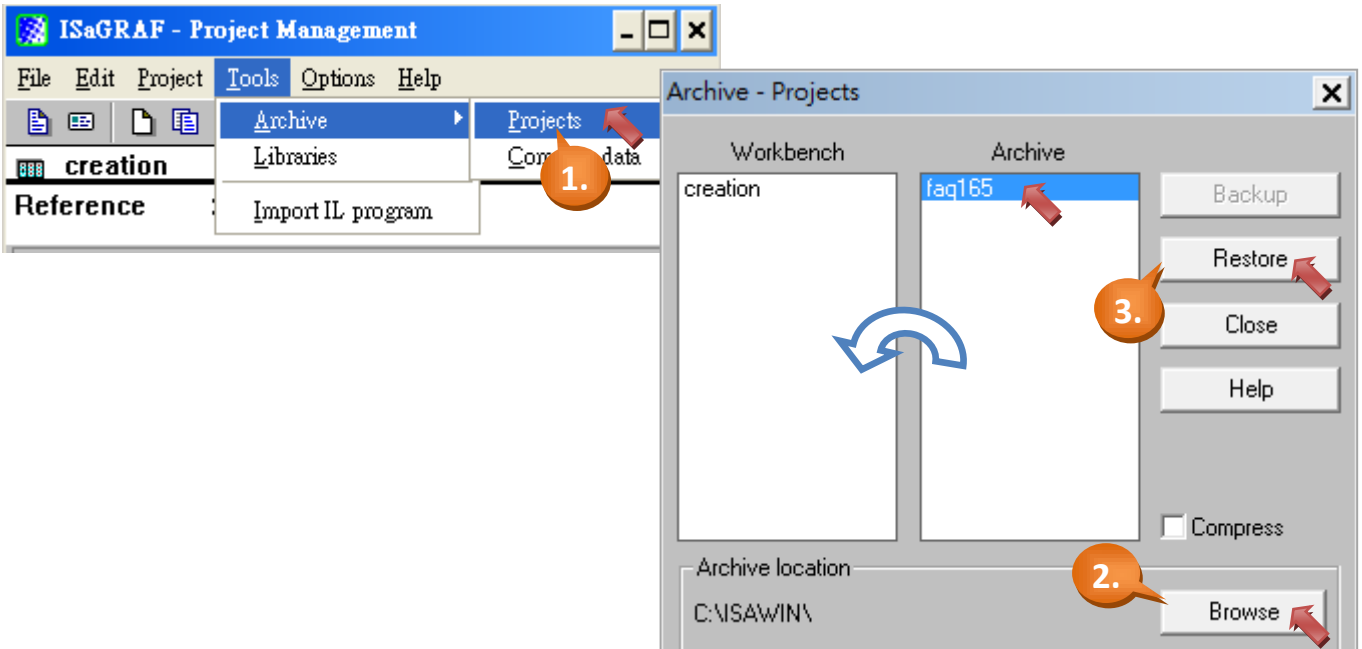 ISaGRAF - Project Management
File Edit Project Tools Options Help
Archive
Projects
creation
Libraries
data
1.
Reference
Import IL program
Archive - Projects
Workbench Archive
creation
faq165
Backup
Restore
3.
Close
Help
Compress
Archive location
2.
C:\ISAWIN\
Browse